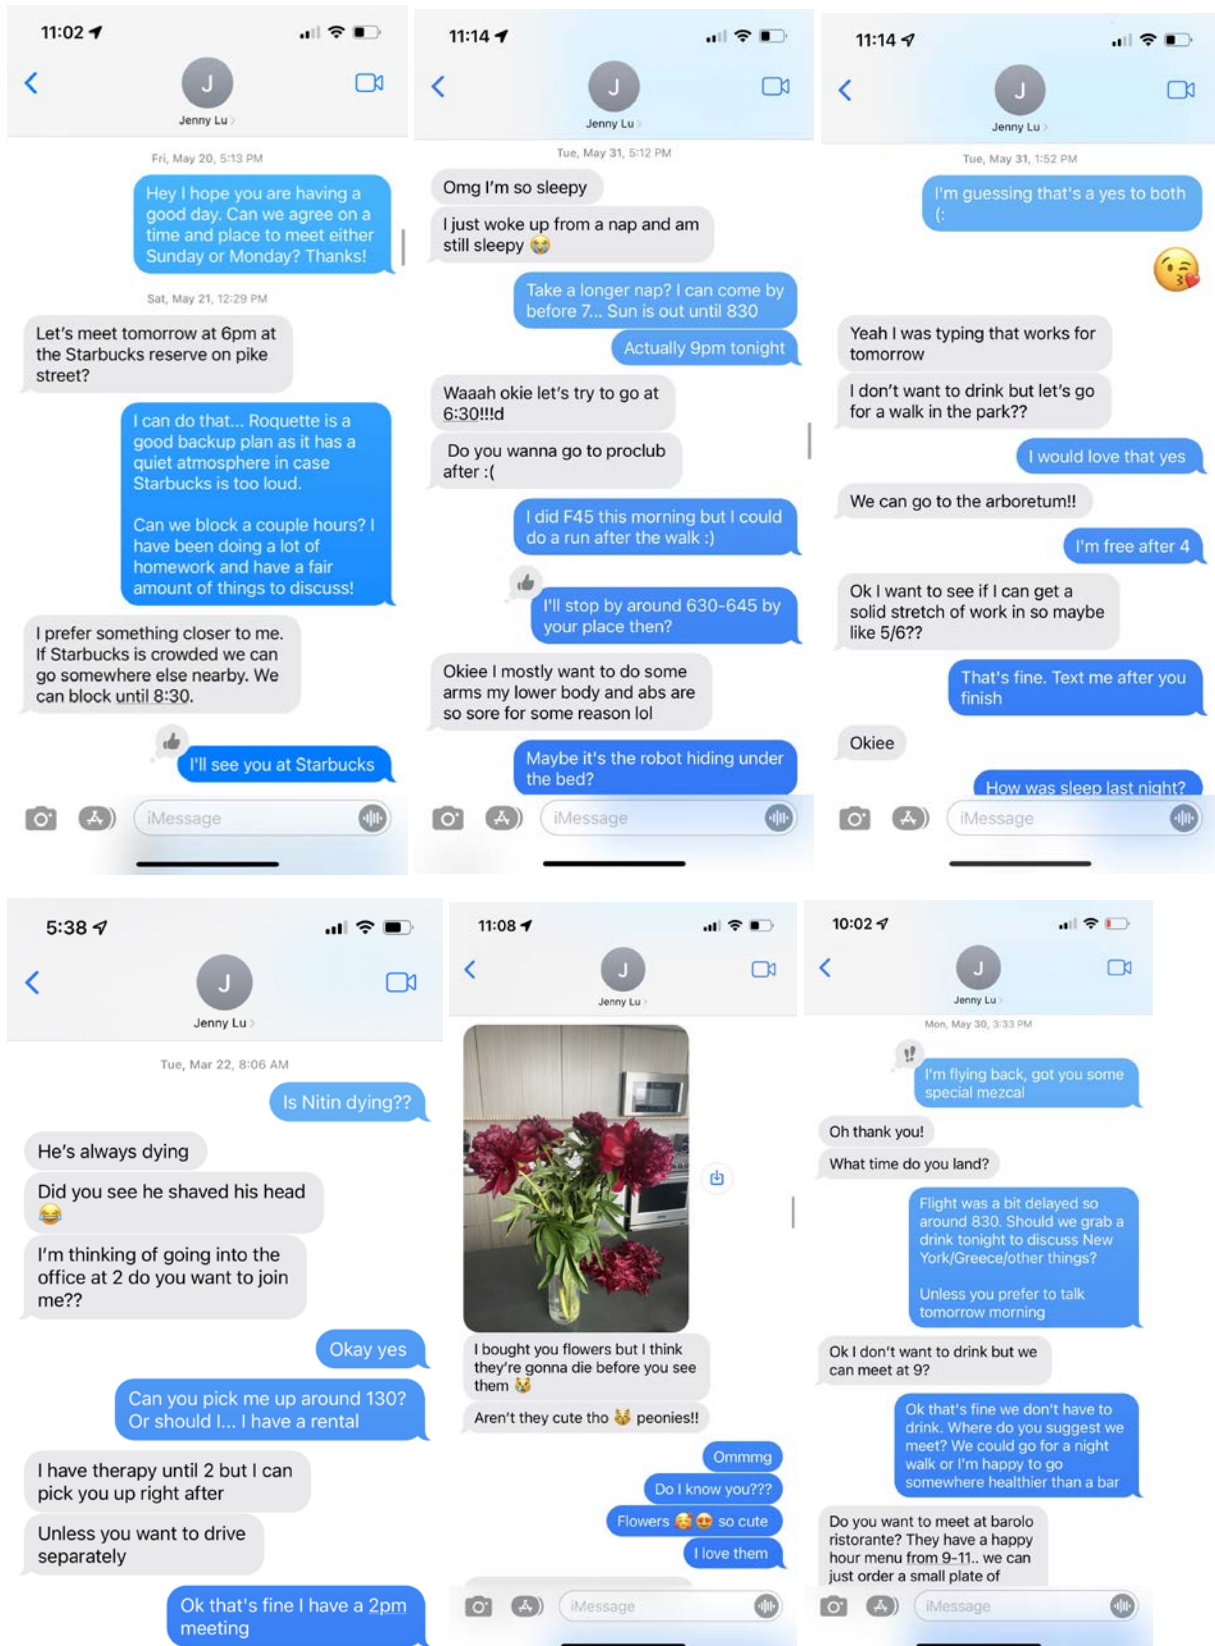 11:02
J
Jenny Lu
Fri, May 20, 5:13 PM
Hey I hope you are having a
good day. Can we agree on a
time and place to meet either
Sunday or Monday? Thanks!
Sat, May 21, 12:29 PM
Let's meet tomorrow at 6pm at
the Starbucks reserve on pike
street?
I can do that... Roquette is a
good backup plan as it has a
quiet atmosphere in case
Starbucks is too loud.
Can we block a couple hours? I
have been doing a lot of
homework and have a fair
amount of things to discuss!
I prefer something closer to me.
If Starbucks is crowded we can
go somewhere else nearby. We
can block until 8:30.
I'll see you at Starbucks
iMessage
11:14
J
Jenny Lu
Tue, May 31, 5:12 PM
Omg I'm so sleepy
I just woke up from a nap and am
still sleepy 😭
Take a longer nap? I can come by
before 7... Sun is out until 830
Actually 9pm tonight
Waaah okie let's try to go at
6:30!!!d
Do you wanna go to proclub
after :(
I did F45 this morning but I could
do a run after the walk :)
I'll stop by around 630-645 by
your place then?
Okiee I mostly want to do some
arms my lower body and abs are
so sore for some reason lol
Maybe it's the robot hiding under
the bed?
iMessage
11:14
J
Jenny Lu
Tue, May 31, 1:52 PM
I'm guessing that's a yes to both
(:
😘
Yeah I was typing that works for
tomorrow
I don't want to drink but let's go
for a walk in the park??
I would love that yes
We can go to the arboretum!!
I'm free after 4
Ok I want to see if I can get a
solid stretch of work in so maybe
like 5/6??
That's fine. Text me after you
finish
Okiee
How was sleep last night?
iMessage
5:38
J
Jenny Lu
Tue, Mar 22, 8:06 AM
Is Nitin dying??
He's always dying
Did you see he shaved his head
😂
I'm thinking of going into the
office at 2 do you want to join
me??
Okay yes
Can you pick me up around 130?
Or should I... I have a rental
I have therapy until 2 but I can
pick you up right after
Unless you want to drive
separately
Ok that's fine I have a 2pm
meeting
11:08
J
Jenny Lu
I bought you flowers but I think
they're gonna die before you see
them 😿
Aren't they cute tho 😽 peonies!!
Ommmg
Do I know you???
Flowers 🥰 😍 so cute
I love them
iMessage
10:02
J
Jenny Lu
Mon, May 30, 3:33 PM
!!
I'm flying back, got you some
special mezcal
Oh thank you!
What time do you land?
Flight was a bit delayed so
around 830. Should we grab a
drink tonight to discuss New
York/Greece/other things?
Unless you prefer to talk
tomorrow morning
Ok I don't want to drink but we
can meet at 9?
Ok that's fine we don't have to
drink. Where do you suggest we
meet? We could go for a night
walk or I'm happy to go
somewhere healthier than a bar
Do you want to meet at barolo
ristorante? They have a happy
hour menu from 9-11.. we can
just order a small plate of
iMessage